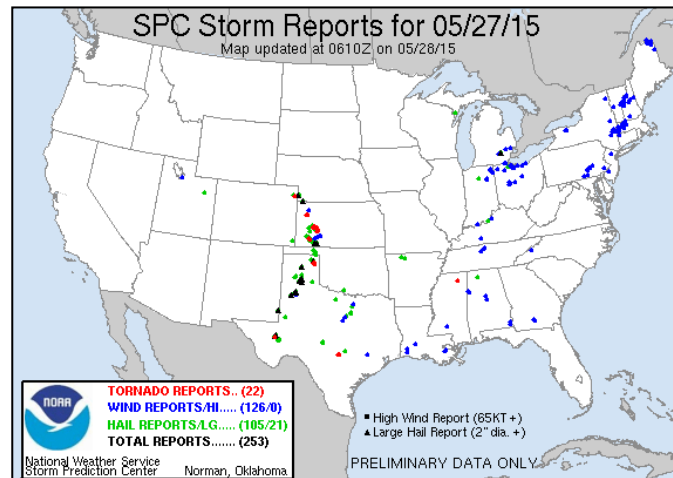 SPC Storm Reports for 05/27/15
Map updated at 0610Z on 05/28/15
TORNADO REPORTS.. (22)
WIND REPORTS/HI..... (126/0)
HAIL REPORTS/LG.... (105/21)
TOTAL REPORTS....... (253)
NOAA
National Weather Service
Storm Prediction Center Norman, Oklahoma
High Wind Report (65KT +)
Large Hail Report (2" dia. +)
PRELIMINARY DATA ONLY